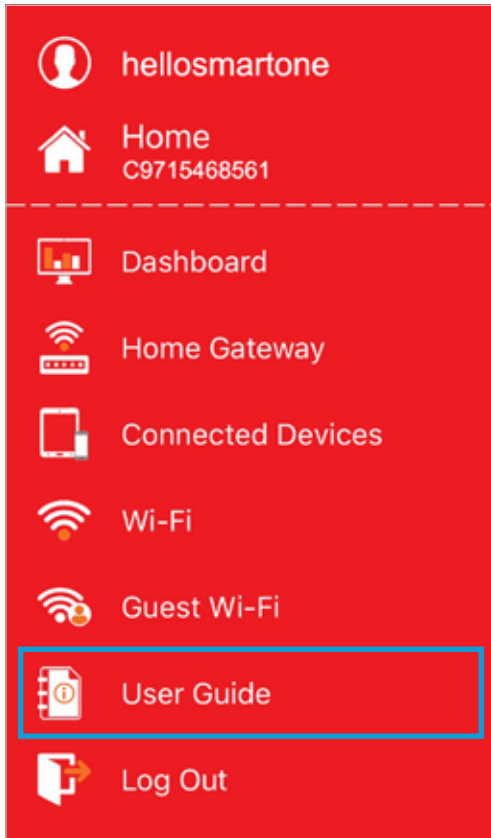 hellosmartone
Home
C9715468561
Dashboard
Home Gateway
Connected Devices
Wi-Fi
Guest Wi-Fi
User Guide
Log Out